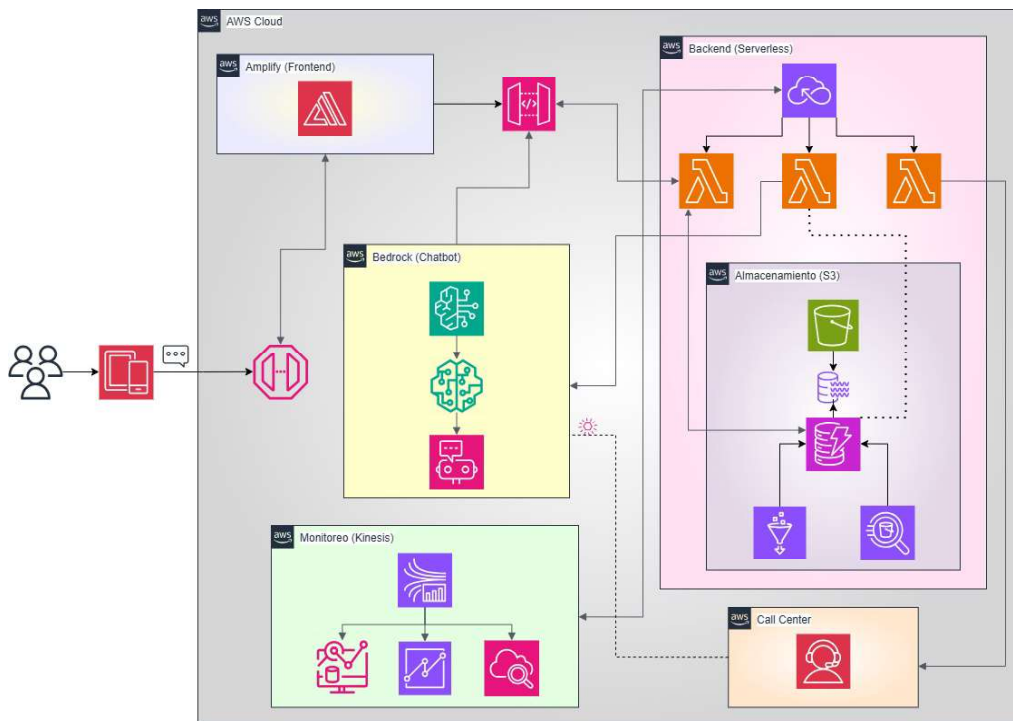 aws AWS Cloud
aws Amplify (Frontend)
aws Backend (Serverless)
</>
aws Bedrock (Chatbot)
aws Almacenamiento (S3)
aws Monitoreo (Kinesis)
aws Call Center